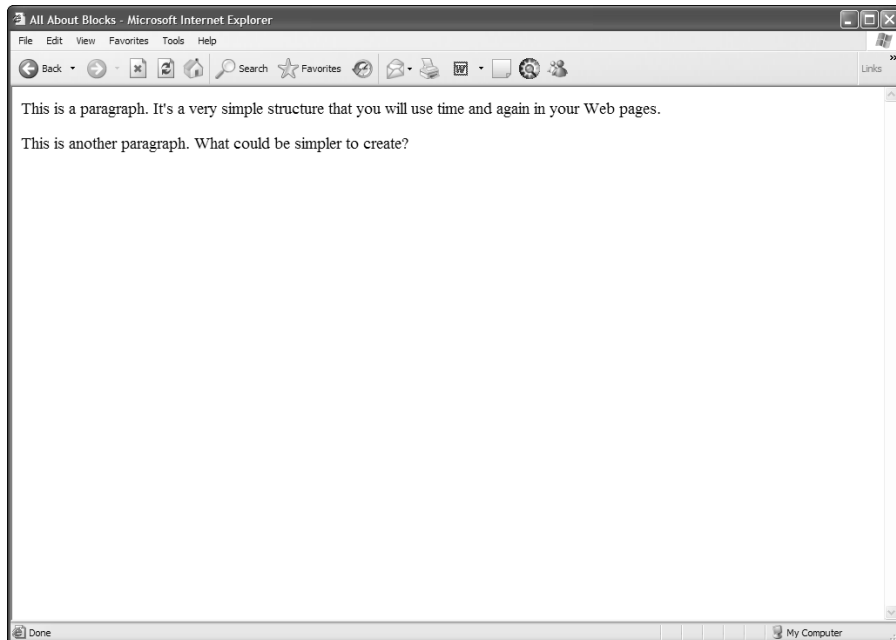 All About Blocks - Microsoft Internet Explorer
File Edit View Favorites Tools Help
Back Search Favorites W Links »
This is a paragraph. It's a very simple structure that you will use time and again in your Web pages.
This is another paragraph. What could be simpler to create?
Done My Computer